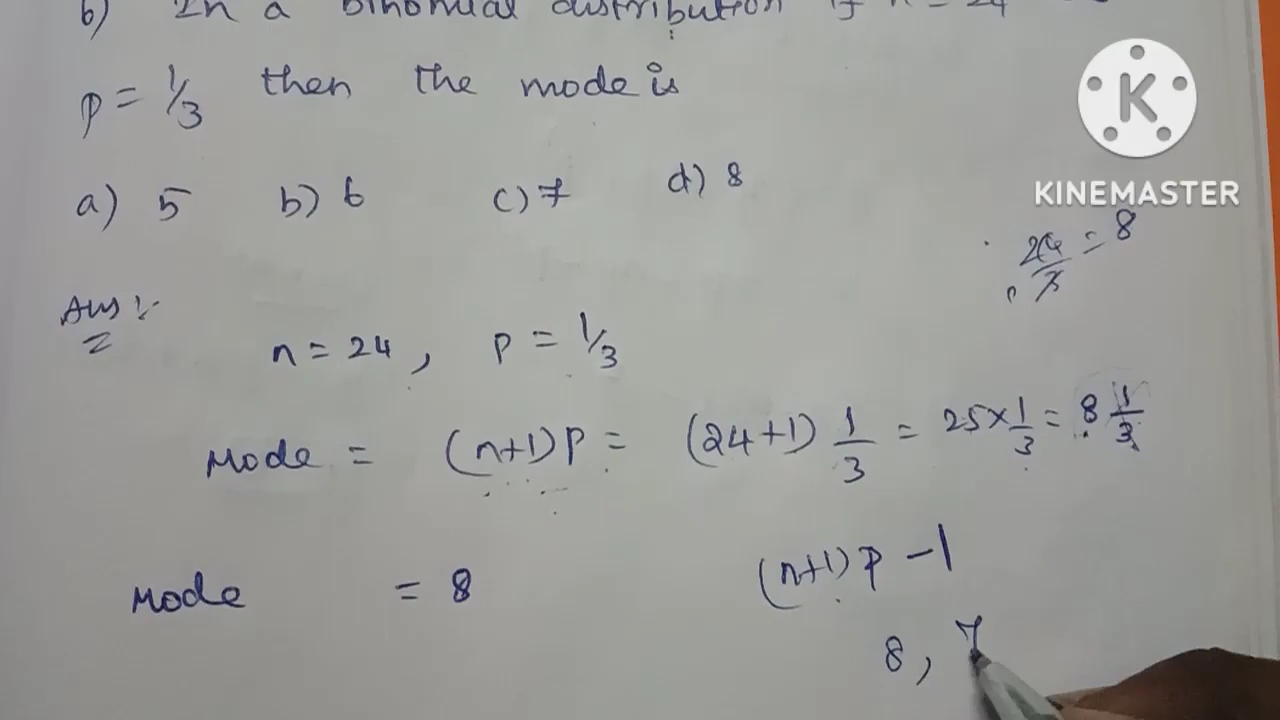 b) In a binomial distribution if n = 24
p = 1/3 then the mode is
a) 5 b) 6 c) 7 d) 8
KINEMASTER
24/3 = 8
Ans :-
n = 24, p = 1/3
Mode = (n+1)p = (24+1) 1/3 = 25 × 1/3 = 8 1/3
(n+1)p - 1
Mode = 8
8, 7